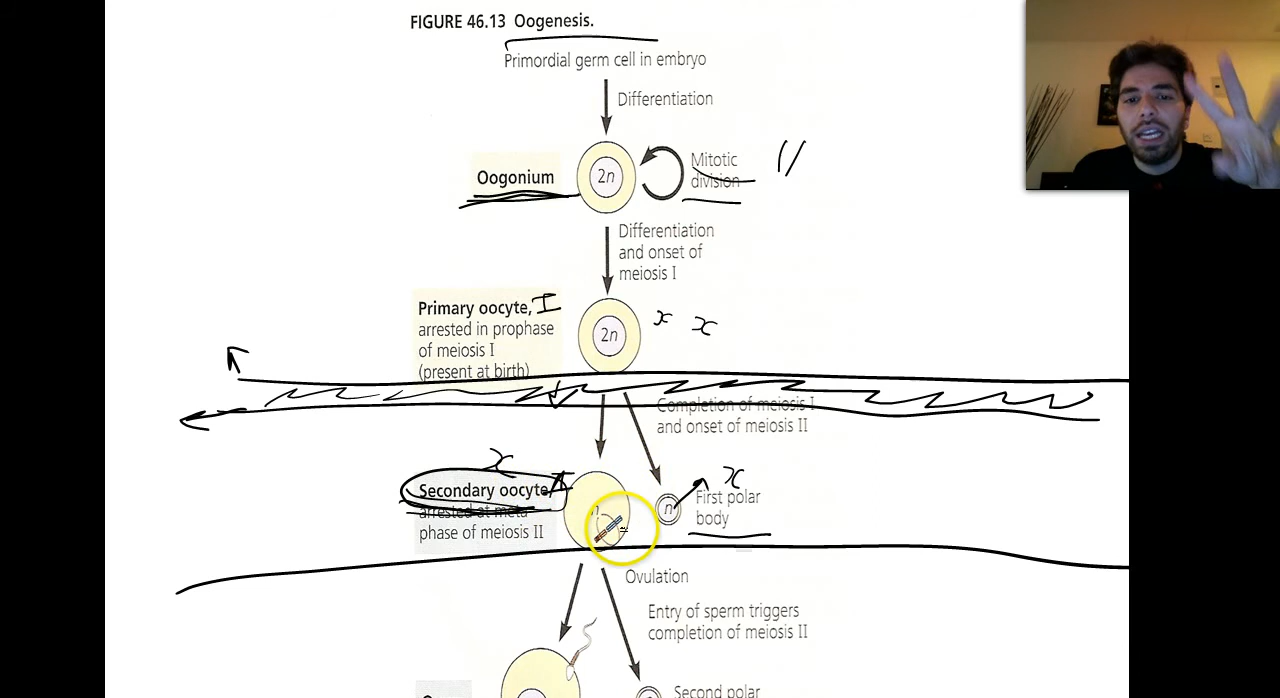 FIGURE 46.13 Oogenesis.
Primordial germ cell in embryo
Differentiation
Oogonium
2n
Mitotic
division
Differentiation
and onset of
meiosis I
Primary oocyte, I
arrested in prophase
of meiosis I
(present at birth)
2n
x x
Completion of meiosis I
and onset of meiosis II
x
Secondary oocyte,
arrested at meta-
phase of meiosis II
n
n
x
First polar
body
Ovulation
Entry of sperm triggers
completion of meiosis II
Second polar